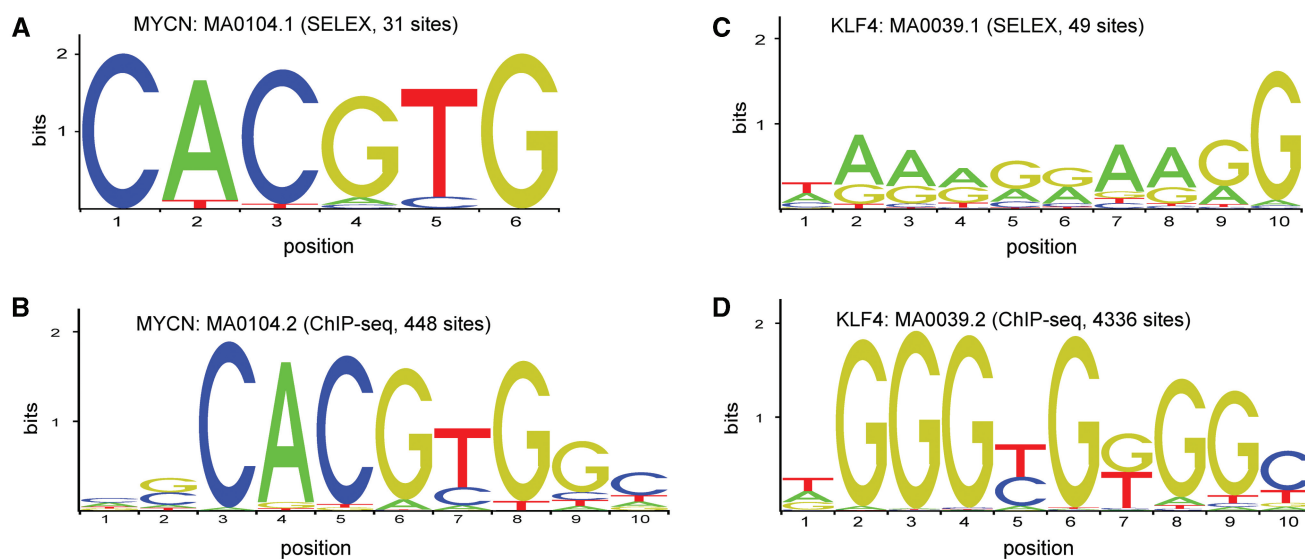 A
MYCN: MA0104.1 (SELEX, 31 sites)
2
1
bits
CACGTG
1 2 3 4 5 6
position
B
MYCN: MA0104.2 (ChIP-seq, 448 sites)
2
1
bits
CACGTGGC
1 2 3 4 5 6 7 8 9 10
position
C
KLF4: MA0039.1 (SELEX, 49 sites)
2
1
bits
TAAAGGAAGG
1 2 3 4 5 6 7 8 9 10
position
D
KLF4: MA0039.2 (ChIP-seq, 4336 sites)
2
1
bits
TGGGTGGGGC
1 2 3 4 5 6 7 8 9 10
position